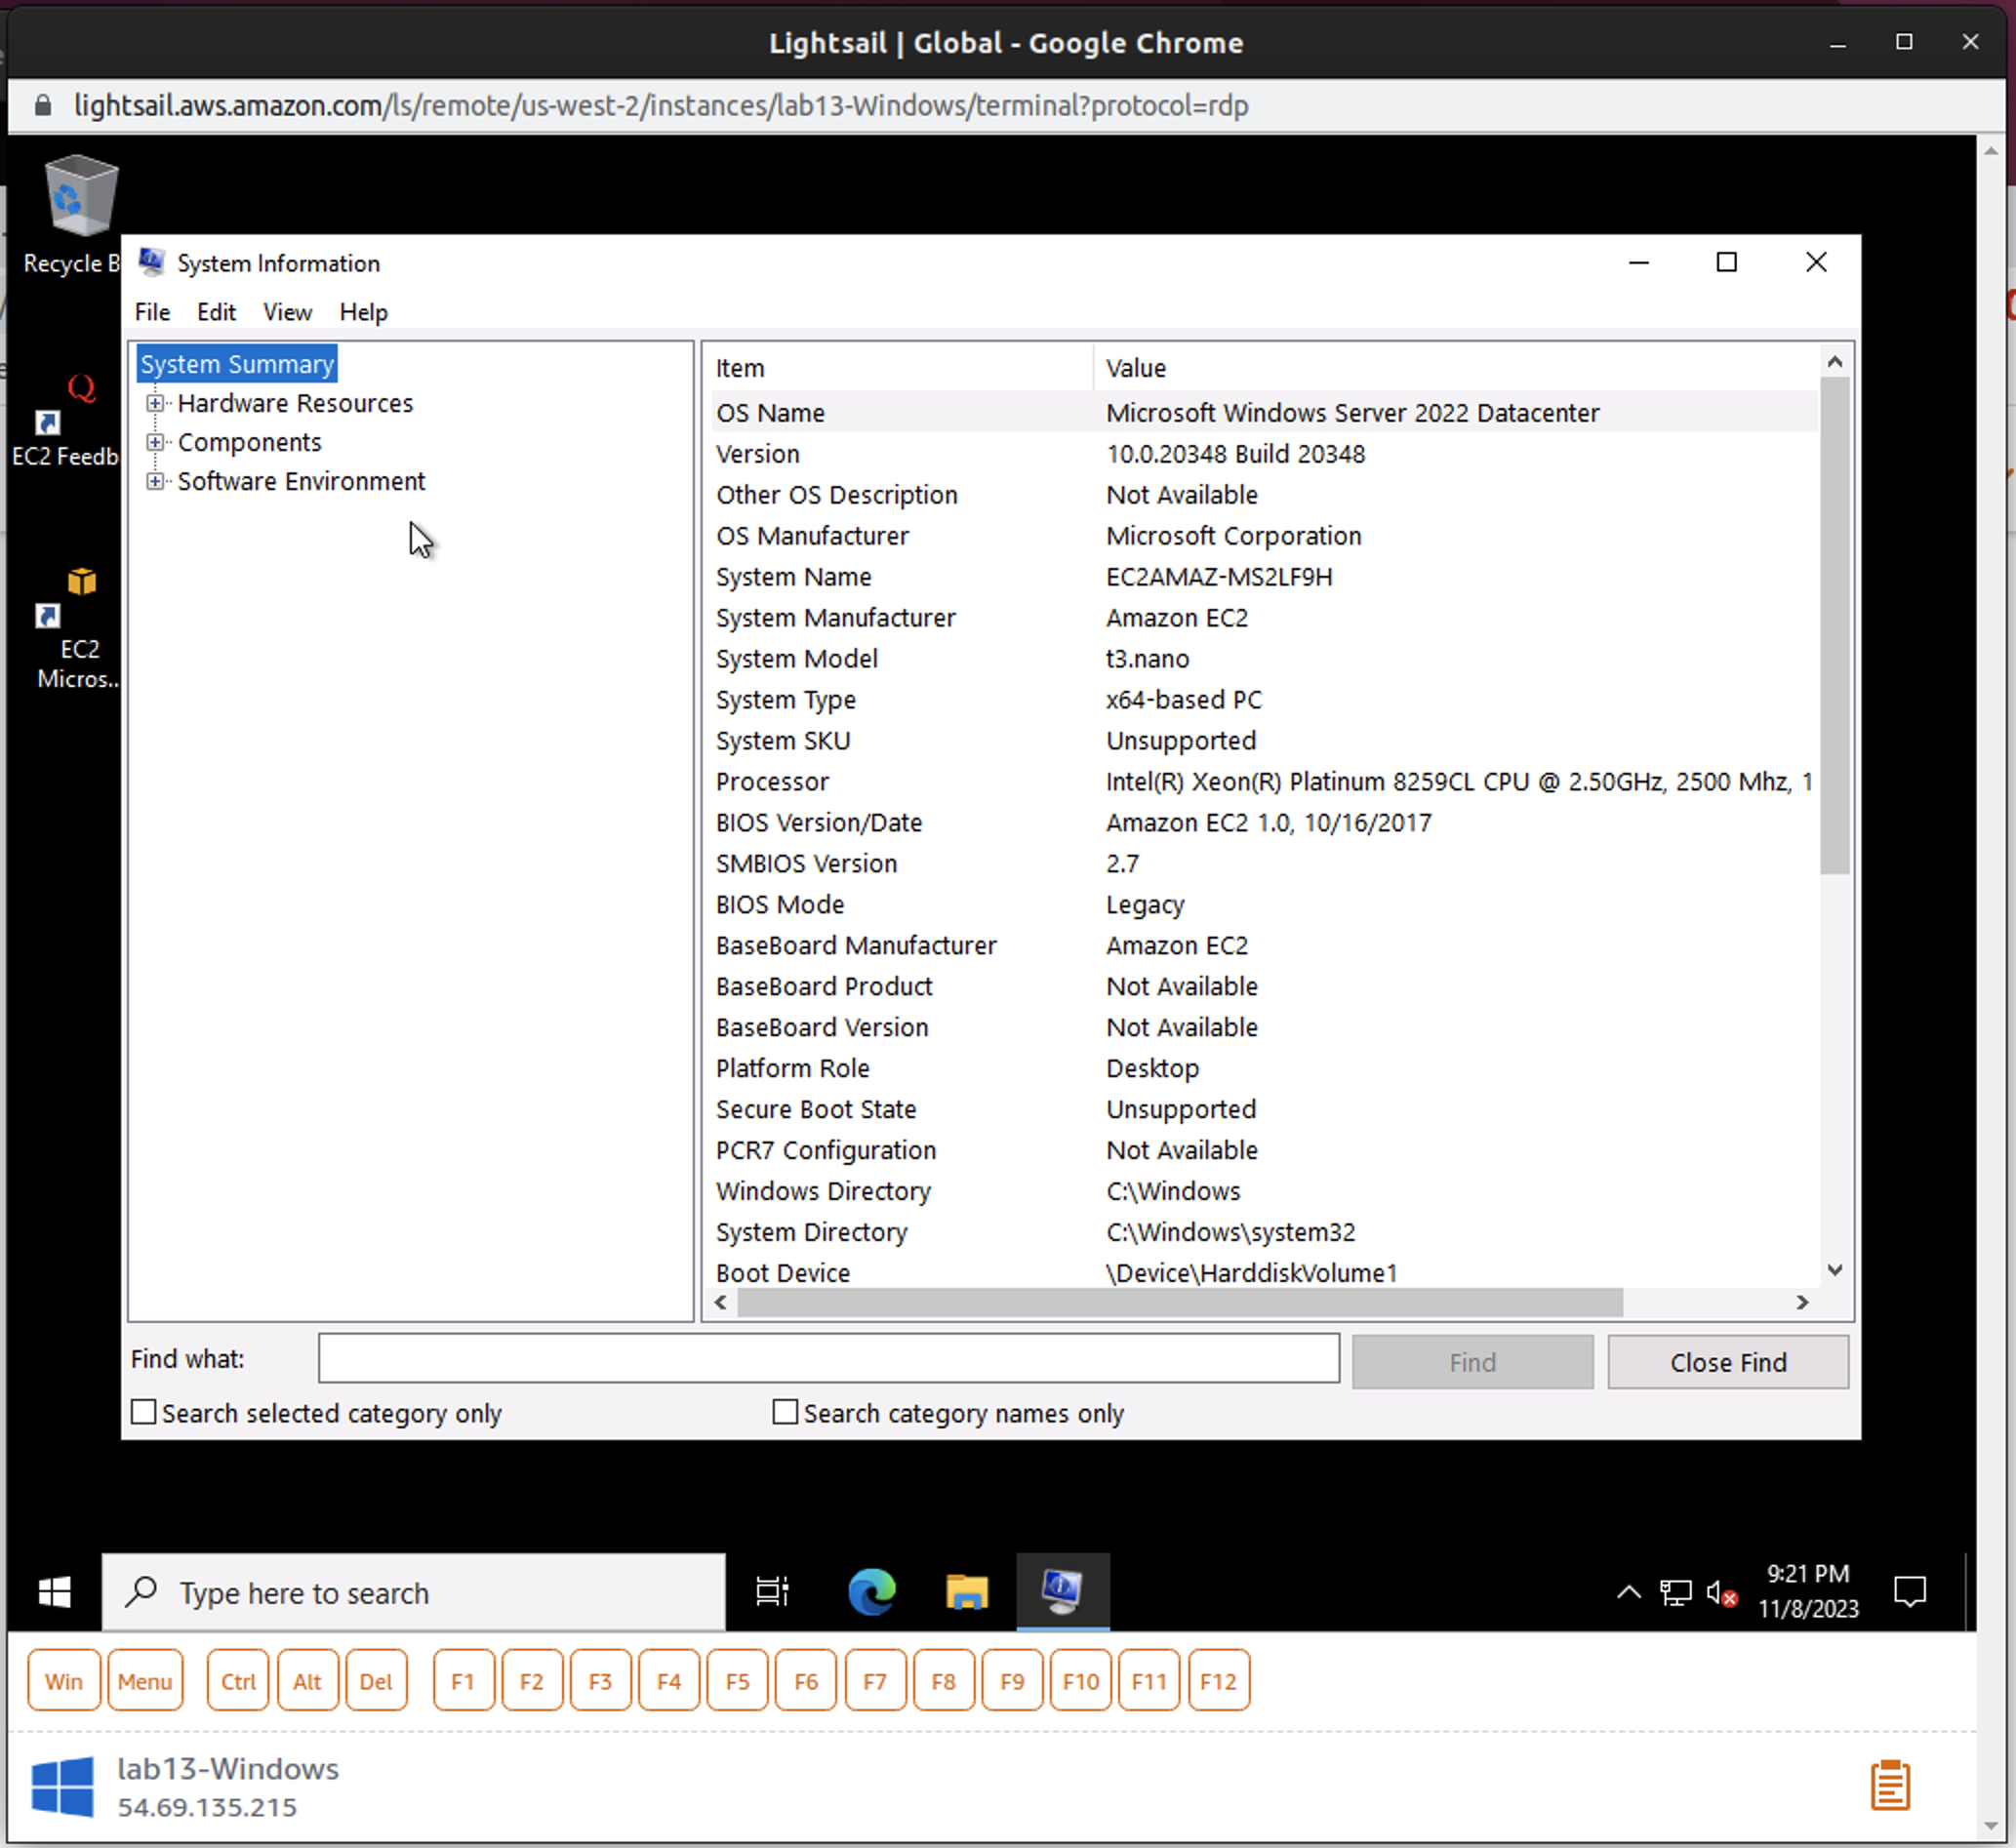 Lightsail | Global - Google Chrome
lightsail.aws.amazon.com/ls/remote/us-west-2/instances/lab13-Windows/terminal?protocol=rdp
Recycle B
System Information
File Edit View Help
System Summary
Hardware Resources
Components
Software Environment
EC2 Feedb
EC2
Micros...
Item Value
OS Name Microsoft Windows Server 2022 Datacenter
Version 10.0.20348 Build 20348
Other OS Description Not Available
OS Manufacturer Microsoft Corporation
System Name EC2AMAZ-MS2LF9H
System Manufacturer Amazon EC2
System Model t3.nano
System Type x64-based PC
System SKU Unsupported
Processor Intel(R) Xeon(R) Platinum 8259CL CPU @ 2.50GHz, 2500 Mhz, 1
BIOS Version/Date Amazon EC2 1.0, 10/16/2017
SMBIOS Version 2.7
BIOS Mode Legacy
BaseBoard Manufacturer Amazon EC2
BaseBoard Product Not Available
BaseBoard Version Not Available
Platform Role Desktop
Secure Boot State Unsupported
PCR7 Configuration Not Available
Windows Directory C:\Windows
System Directory C:\Windows\system32
Boot Device \Device\HarddiskVolume1
Find what: Find Close Find
Search selected category only Search category names only
Type here to search
9:21 PM
11/8/2023
Win Menu Ctrl Alt Del F1 F2 F3 F4 F5 F6 F7 F8 F9 F10 F11 F12
lab13-Windows
54.69.135.215